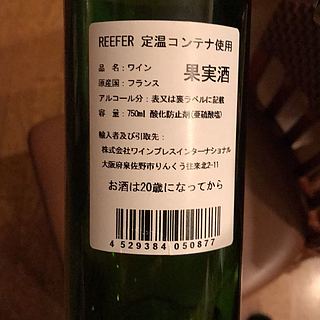 REEFER 定温コンテナ使用
品 名：ワイン
果実酒
原産国：フランス
アルコール分：表又は裏ラベルに記載
容 量：750ml 酸化防止剤(亜硫酸塩)
輸入者及び引取先：
株式会社ワインプレスインターナショナル
大阪府泉佐野市りんくう往来北2-11
お酒は20歳になってから
4 529384 050877